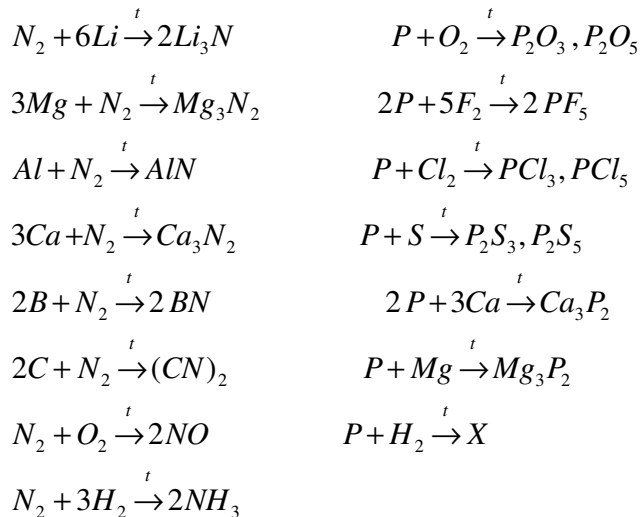 N₂ + 6Li →ᵗ 2Li₃N
3Mg + N₂ →ᵗ Mg₃N₂
Al + N₂ →ᵗ AlN
3Ca + N₂ →ᵗ Ca₃N₂
2B + N₂ →ᵗ 2BN
2C + N₂ →ᵗ (CN)₂
N₂ + O₂ →ᵗ 2NO
N₂ + 3H₂ →ᵗ 2NH₃
P + O₂ →ᵗ P₂O₃, P₂O₅
2P + 5F₂ →ᵗ 2PF₅
P + Cl₂ →ᵗ PCl₃, PCl₅
P + S →ᵗ P₂S₃, P₂S₅
2P + 3Ca →ᵗ Ca₃P₂
P + Mg →ᵗ Mg₃P₂
P + H₂ →ᵗ X